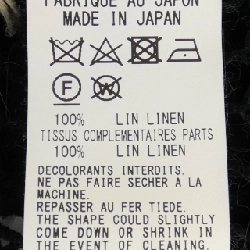 FABRIQUE AU JAPON
MADE IN JAPAN
F
W
100% LIN LINEN
TISSUS COMPLEMENTAIRES PARTS
100% LIN LINEN
DECOLORANTS INTERDITS.
NE PAS FAIRE SECHER A LA
MACHINE.
REPASSER AU FER TIEDE.
THE SHAPE COULD SLIGHTLY
COME DOWN OR SHRINK IN
THE EVENT OF CLEANING.